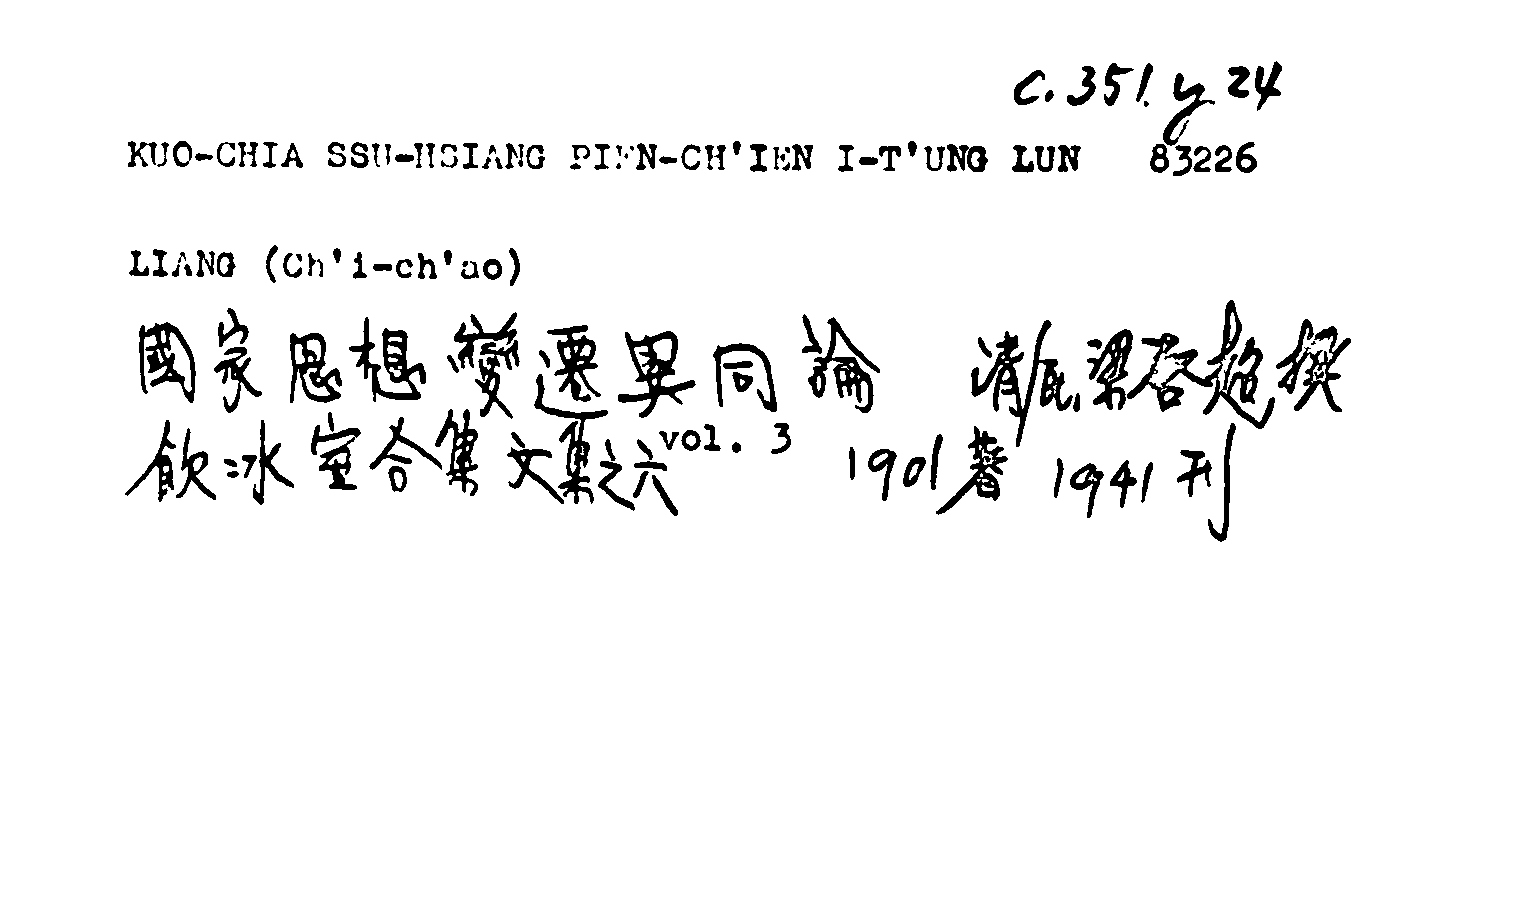 c.351.y 24
KUO-CHIA SSU-HSIANG PIEN-CH'IEN I-T'UNG LUN 83226
LIANG (Ch'i-ch'ao)
國家思想變遷異同論 清民梁啓超撰
飲冰室合集文集之六 vol. 3 1901著 1941刊